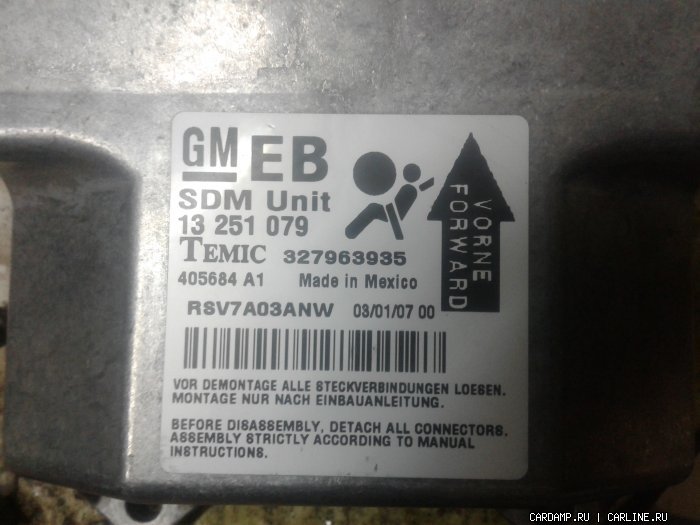 GM EB
SDM Unit
13 251 079
TEMIC 327963935
405684 A1 Made in Mexico
RSV7A03ANW 03/01/07 00
VORNE
FORWARD
VOR DEMONTAGE ALLE STECKVERBINDUNGEN LOESEN.
MONTAGE NUR NACH EINBAUANLEITUNG.
BEFORE DISASSEMBLY, DETACH ALL CONNECTORS.
ASSEMBLY STRICTLY ACCORDING TO MANUAL
INSTRUCTIONS.
CARDAMP.RU | CARLINE.RU